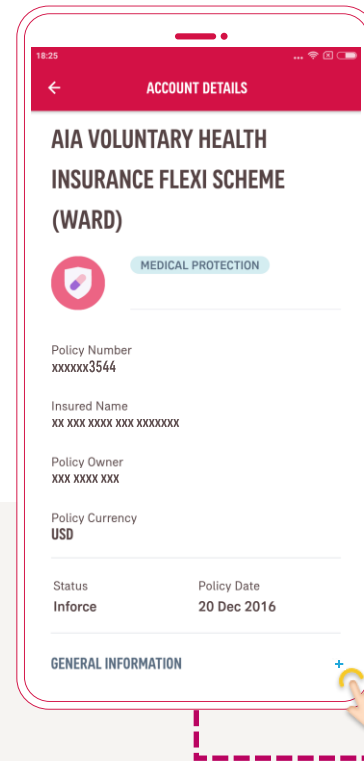 18:25
...
ACCOUNT DETAILS
AIA VOLUNTARY HEALTH
INSURANCE FLEXI SCHEME
(WARD)
MEDICAL PROTECTION
Policy Number
xxxxxx3544
Insured Name
xx xxx xxxx xxx xxxxxxx
Policy Owner
xxx xxxx xxx
Policy Currency
USD
Status Policy Date
Inforce 20 Dec 2016
GENERAL INFORMATION +